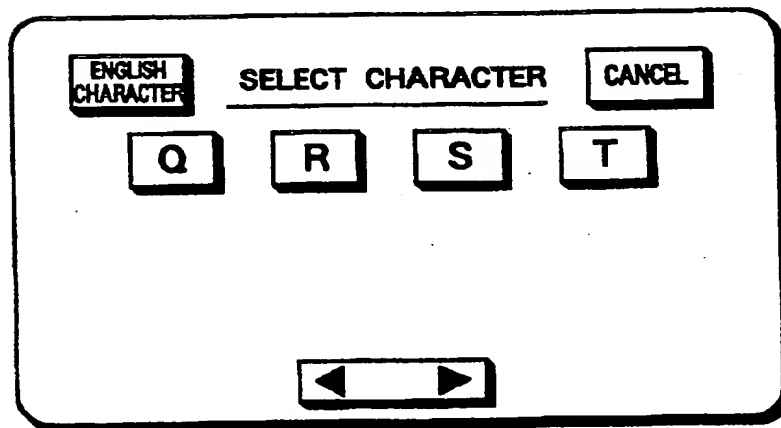 ENGLISH
CHARACTER
SELECT CHARACTER
CANCEL
Q R S T